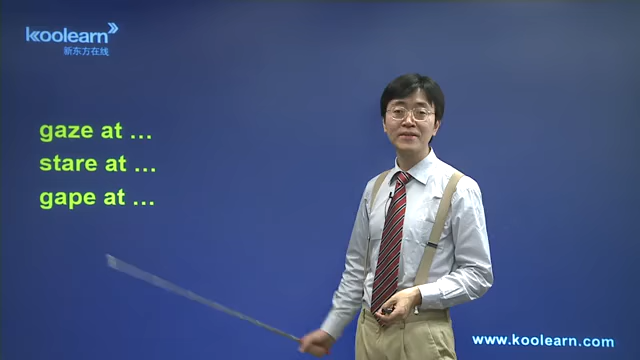 koolearn
新东方在线
gaze at ...
stare at ...
gape at ...
www.koolearn.com